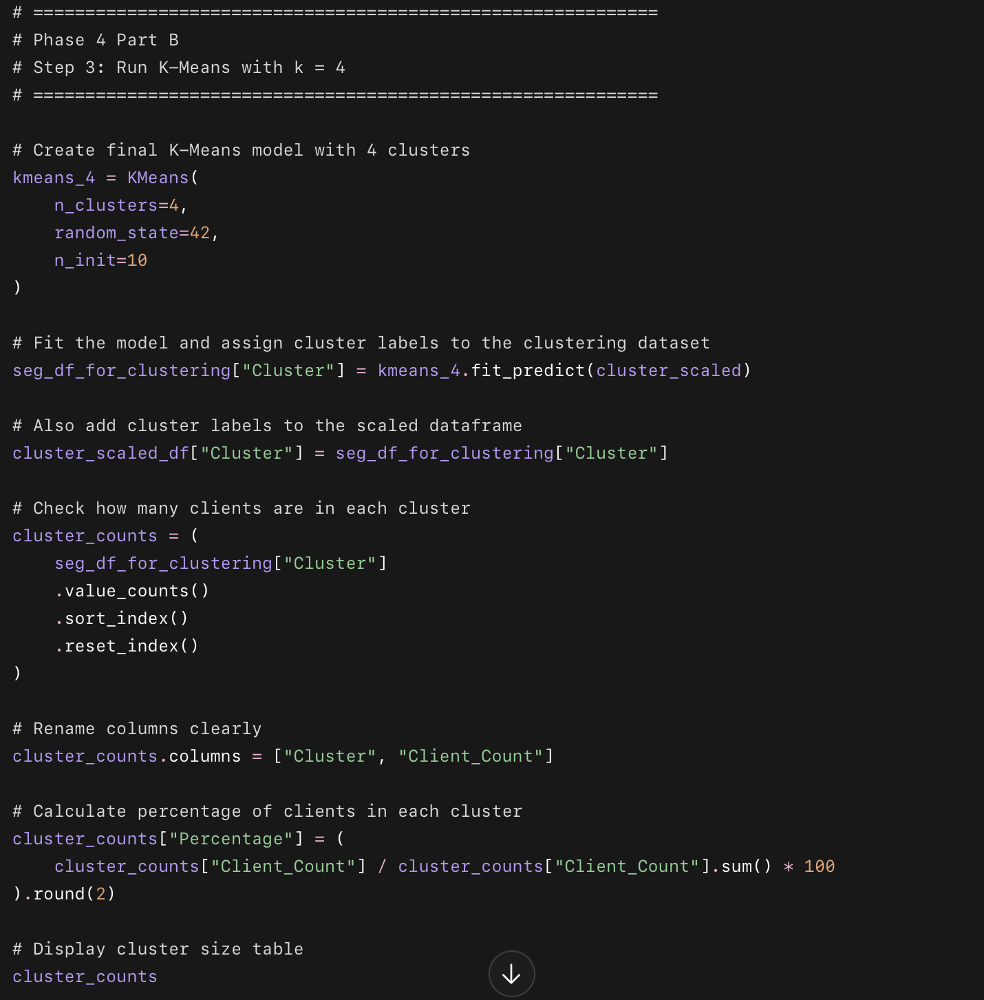 # ============================================================
# Phase 4 Part B
# Step 3: Run K-Means with k = 4
# ============================================================
# Create final K-Means model with 4 clusters
kmeans_4 = KMeans(
    n_clusters=4,
    random_state=42,
    n_init=10
)
# Fit the model and assign cluster labels to the clustering dataset
seg_df_for_clustering["Cluster"] = kmeans_4.fit_predict(cluster_scaled)
# Also add cluster labels to the scaled dataframe
cluster_scaled_df["Cluster"] = seg_df_for_clustering["Cluster"]
# Check how many clients are in each cluster
cluster_counts = (
    seg_df_for_clustering["Cluster"]
    .value_counts()
    .sort_index()
    .reset_index()
)
# Rename columns clearly
cluster_counts.columns = ["Cluster", "Client_Count"]
# Calculate percentage of clients in each cluster
cluster_counts["Percentage"] = (
    cluster_counts["Client_Count"] / cluster_counts["Client_Count"].sum() * 100
).round(2)
# Display cluster size table
cluster_counts